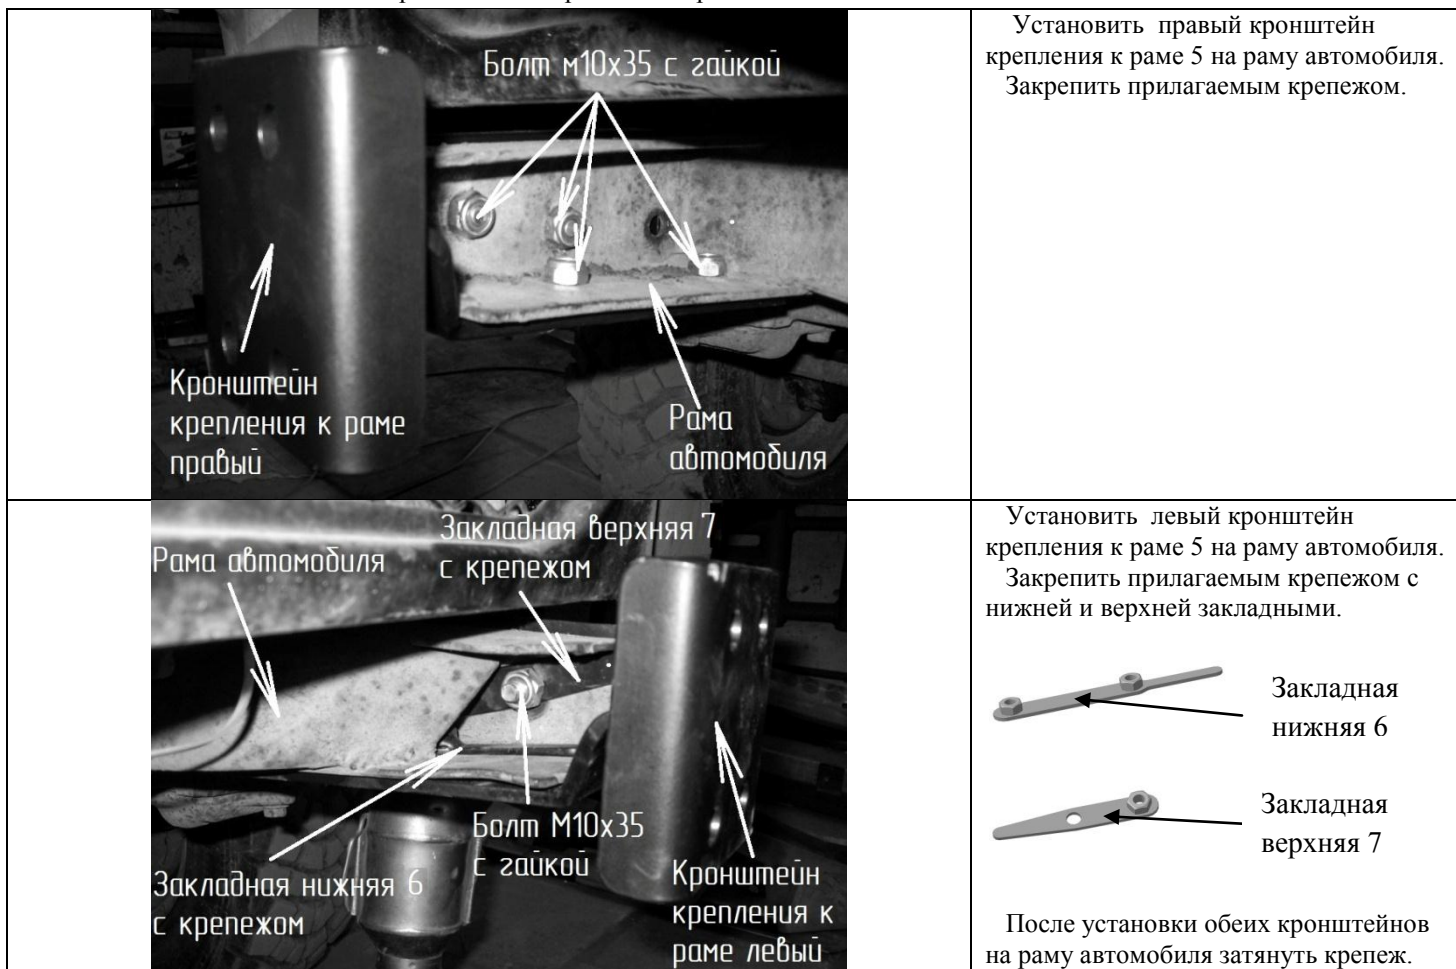 Болт м10х35 с гайкой
Кронштейн
крепления к раме
правый
Рама
автомобиля
Установить правый кронштейн
крепления к раме 5 на раму автомобиля.
Закрепить прилагаемым крепежом.
Закладная верхняя 7
с крепежом
Рама автомобиля
Болт М10х35
с гайкой
Закладная нижняя 6
с крепежом
Кронштейн
крепления к
раме левый
Установить левый кронштейн
крепления к раме 5 на раму автомобиля.
Закрепить прилагаемым крепежом с
нижней и верхней закладными.
Закладная
нижняя 6
Закладная
верхняя 7
После установки обеих кронштейнов
на раму автомобиля затянуть крепеж.